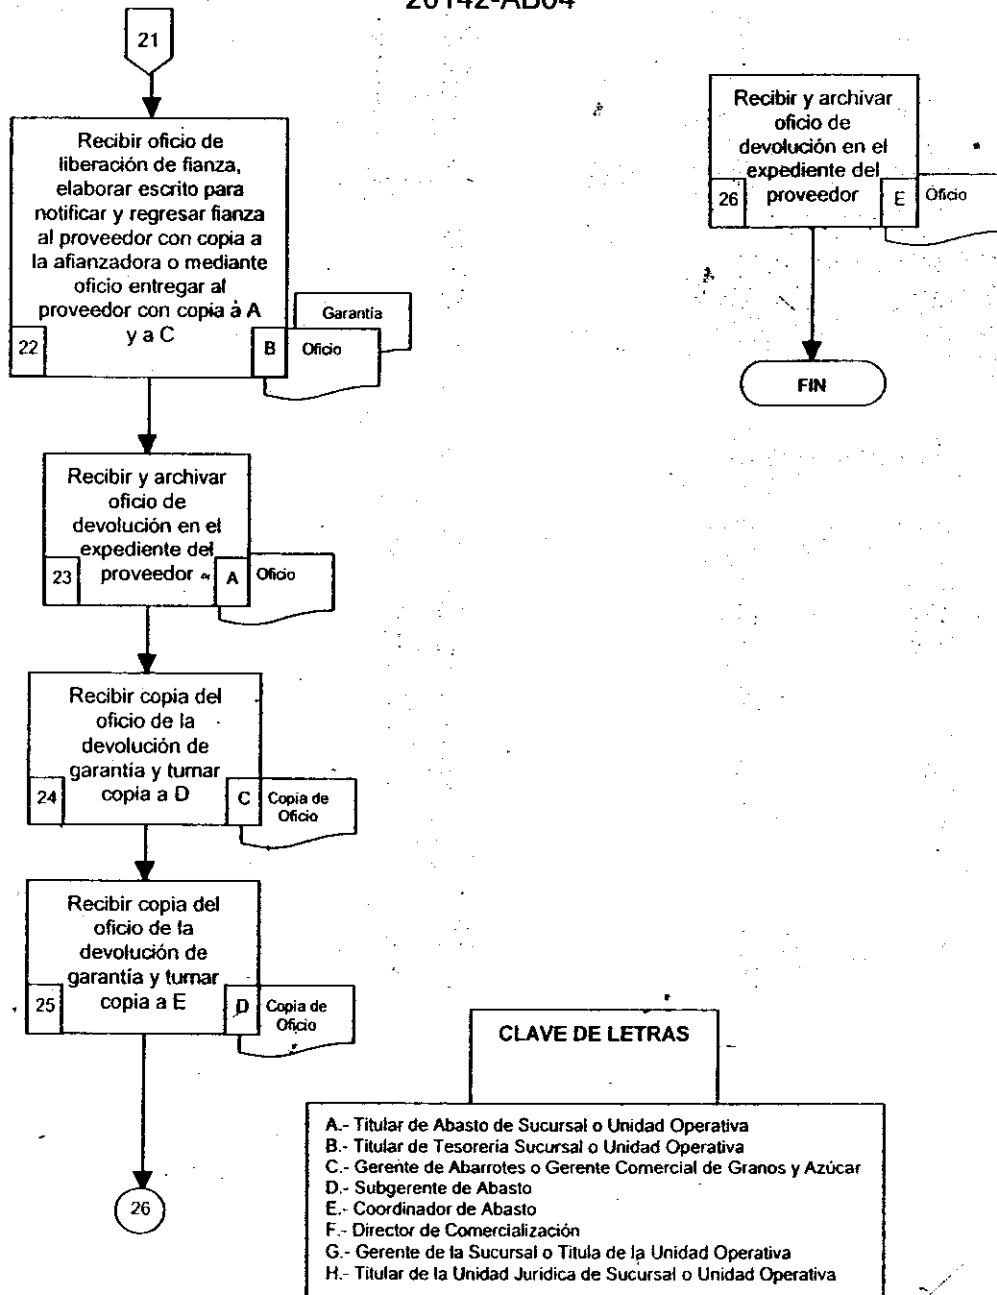 20142-AB04
21
Recibir oficio de
liberación de fianza,
elaborar escrito para
notificar y regresar fianza
al proveedor con copia a
la afianzadora o mediante
oficio entregar al
proveedor con copia à A
y a C
22
B
Oficio
Garantía
Recibir y archivar
oficio de
devolución en el
expediente del
proveedor
23
A
Oficio
Recibir copia del
oficio de la
devolución de
garantía y turnar
copia a D
24
C
Copia de
Oficio
Recibir copia del
oficio de la
devolución de
garantía y turnar
copia a E
25
D
Copia de
Oficio
26
Recibir y archivar
oficio de
devolución en el
expediente del
proveedor
26
E
Oficio
FIN
CLAVE DE LETRAS
A.- Titular de Abasto de Sucursal o Unidad Operativa
B.- Titular de Tesorería Sucursal o Unidad Operativa
C.- Gerente de Abarrotes o Gerente Comercial de Granos y Azúcar
D.- Subgerente de Abasto
E.- Coordinador de Abasto
F.- Director de Comercialización
G.- Gerente de la Sucursal o Titula de la Unidad Operativa
H.- Titular de la Unidad Jurídica de Sucursal o Unidad Operativa